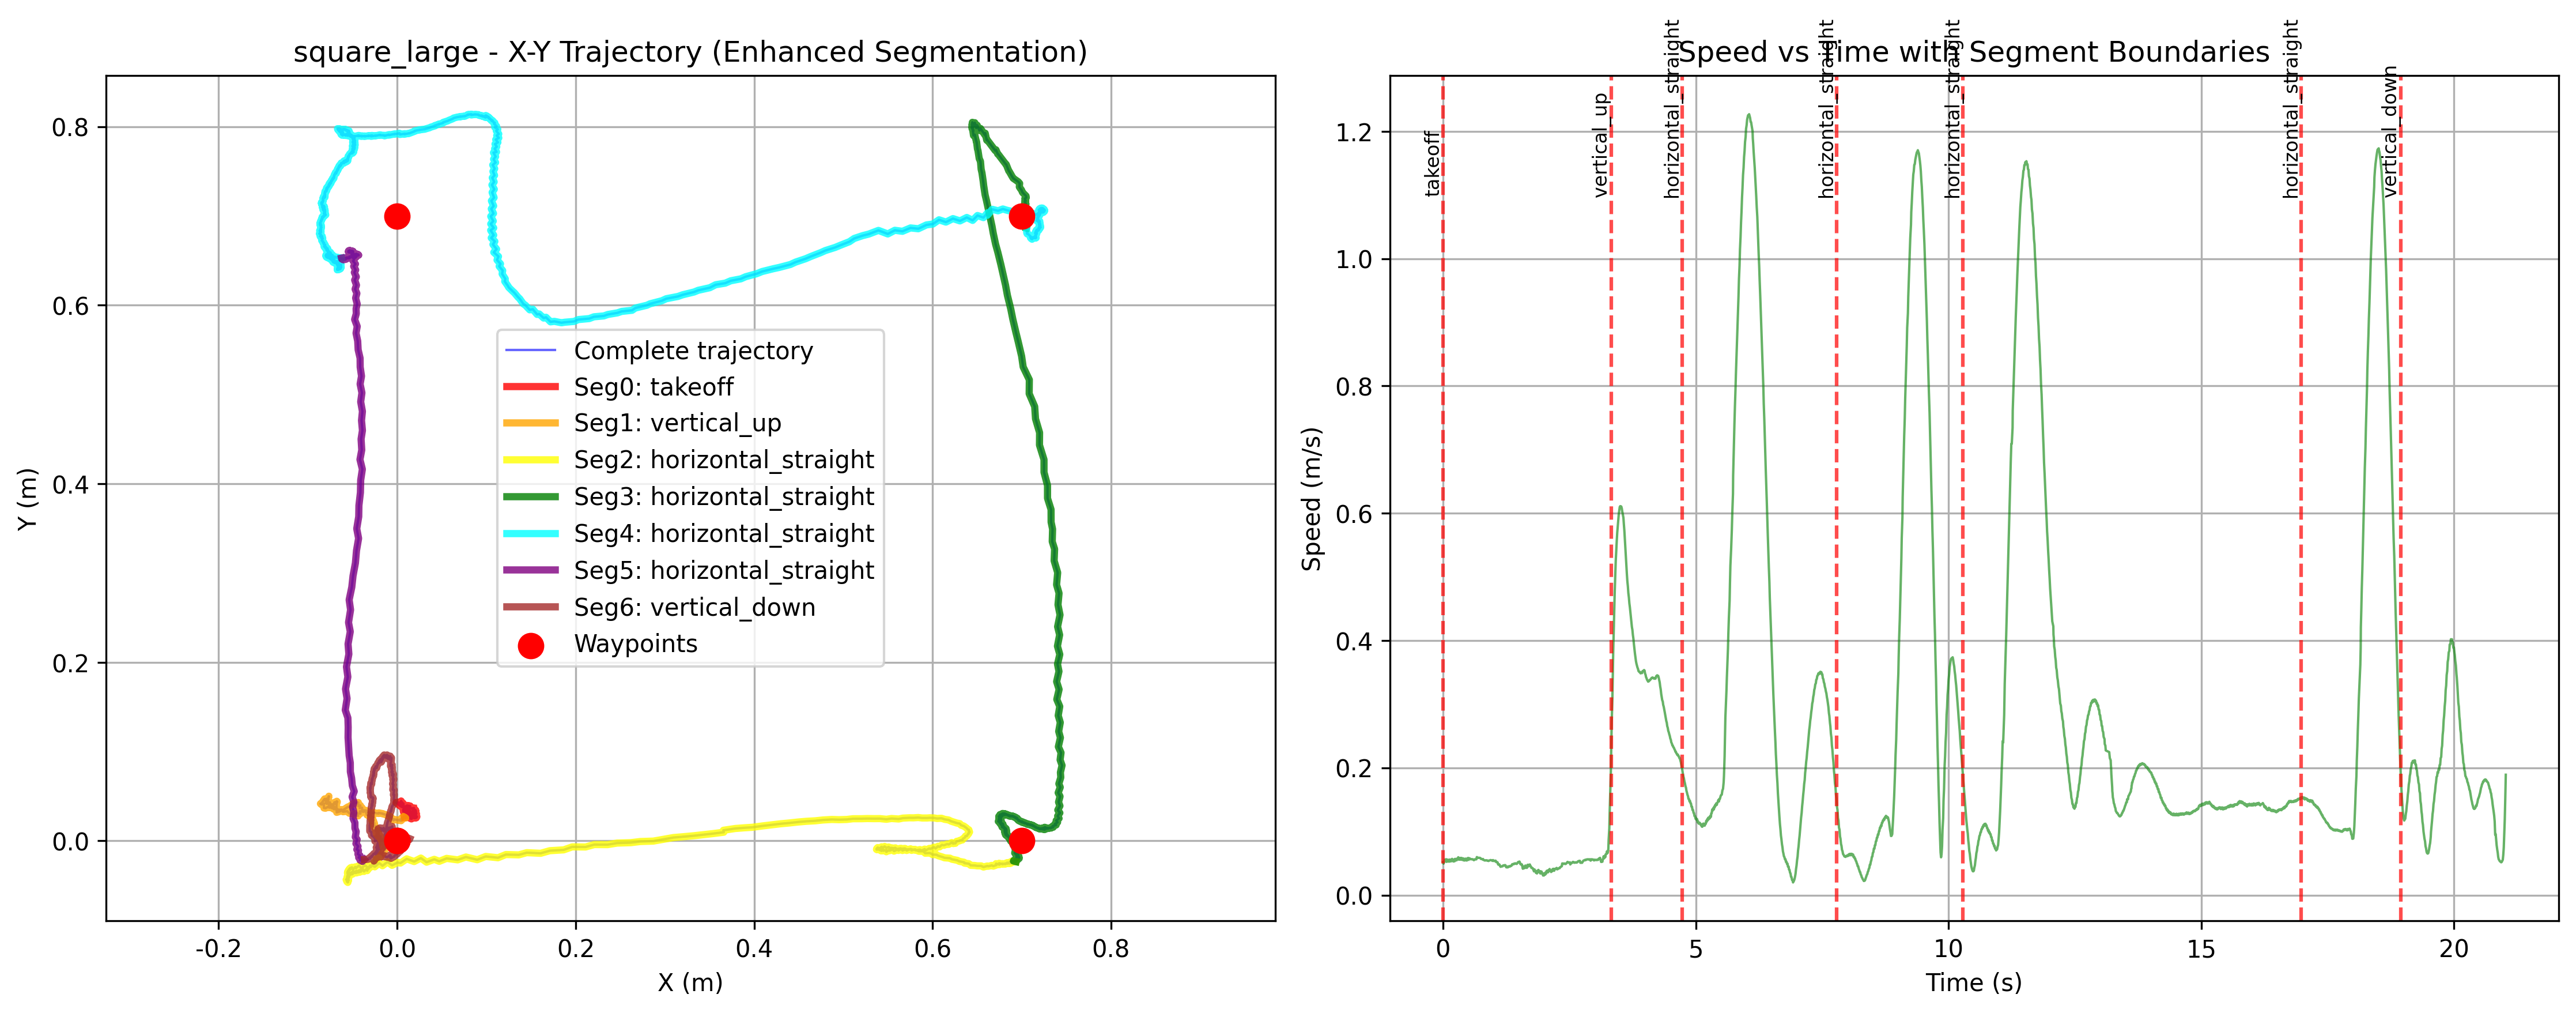 square_large - X-Y Trajectory (Enhanced Segmentation)
Y (m)
0.8
0.6
0.4
0.2
0.0
-0.2
0.0
0.2
0.4
0.6
0.8
X (m)
Complete trajectory
Seg0: takeoff
Seg1: vertical_up
Seg2: horizontal_straight
Seg3: horizontal_straight
Seg4: horizontal_straight
Seg5: horizontal_straight
Seg6: vertical_down
Waypoints
Speed vs Time with Segment Boundaries
Speed (m/s)
1.2
1.0
0.8
0.6
0.4
0.2
0.0
takeoff
vertical_up
horizontal_straight
horizontal_straight
horizontal_straight
horizontal_straight
vertical_down
0
5
10
15
20
Time (s)